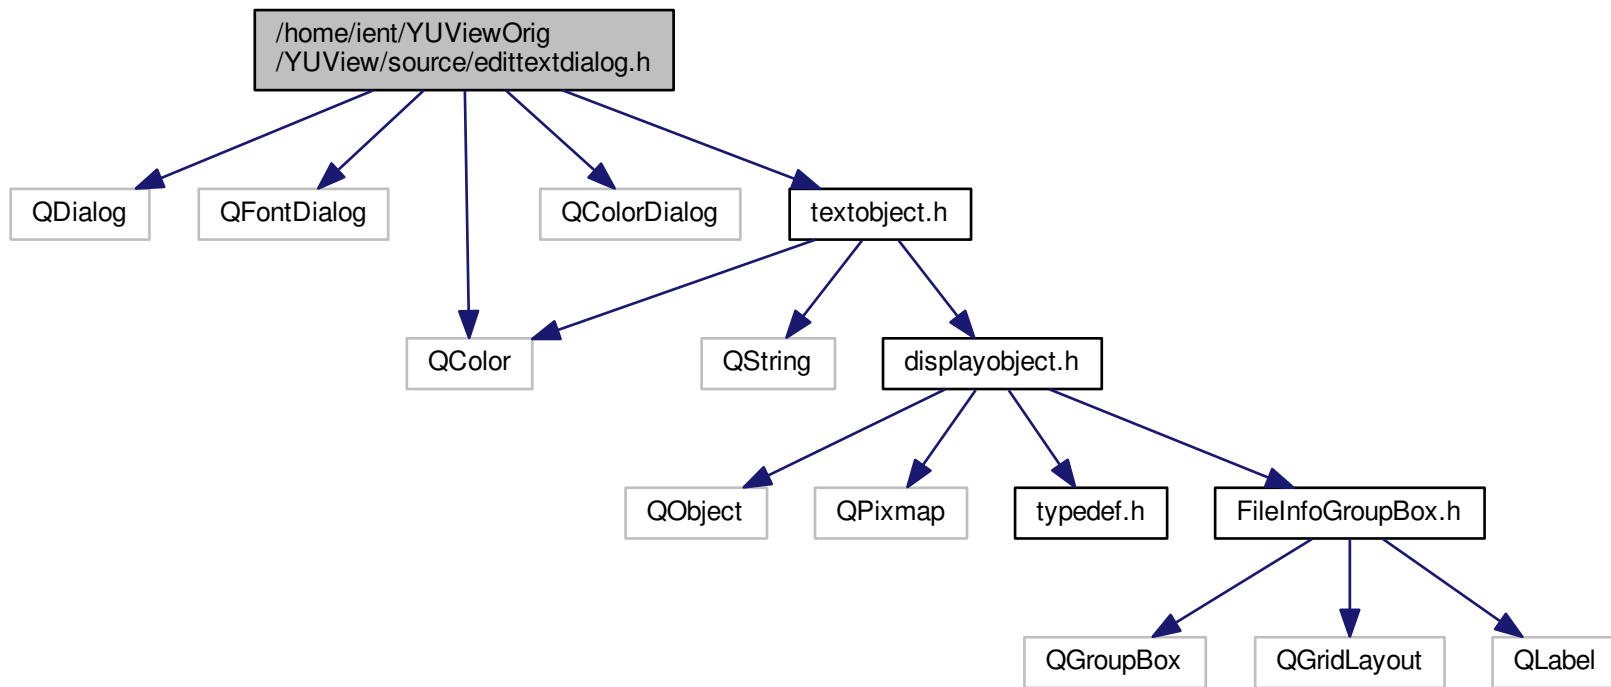 /home/ient/YUViewOrig
/YUView/source/edittextdialog.h
QDialog
QFontDialog
QColorDialog
textobject.h
QColor
QString
displayobject.h
QObject
QPixmap
typedef.h
FileInfoGroupBox.h
QGroupBox
QGridLayout
QLabel